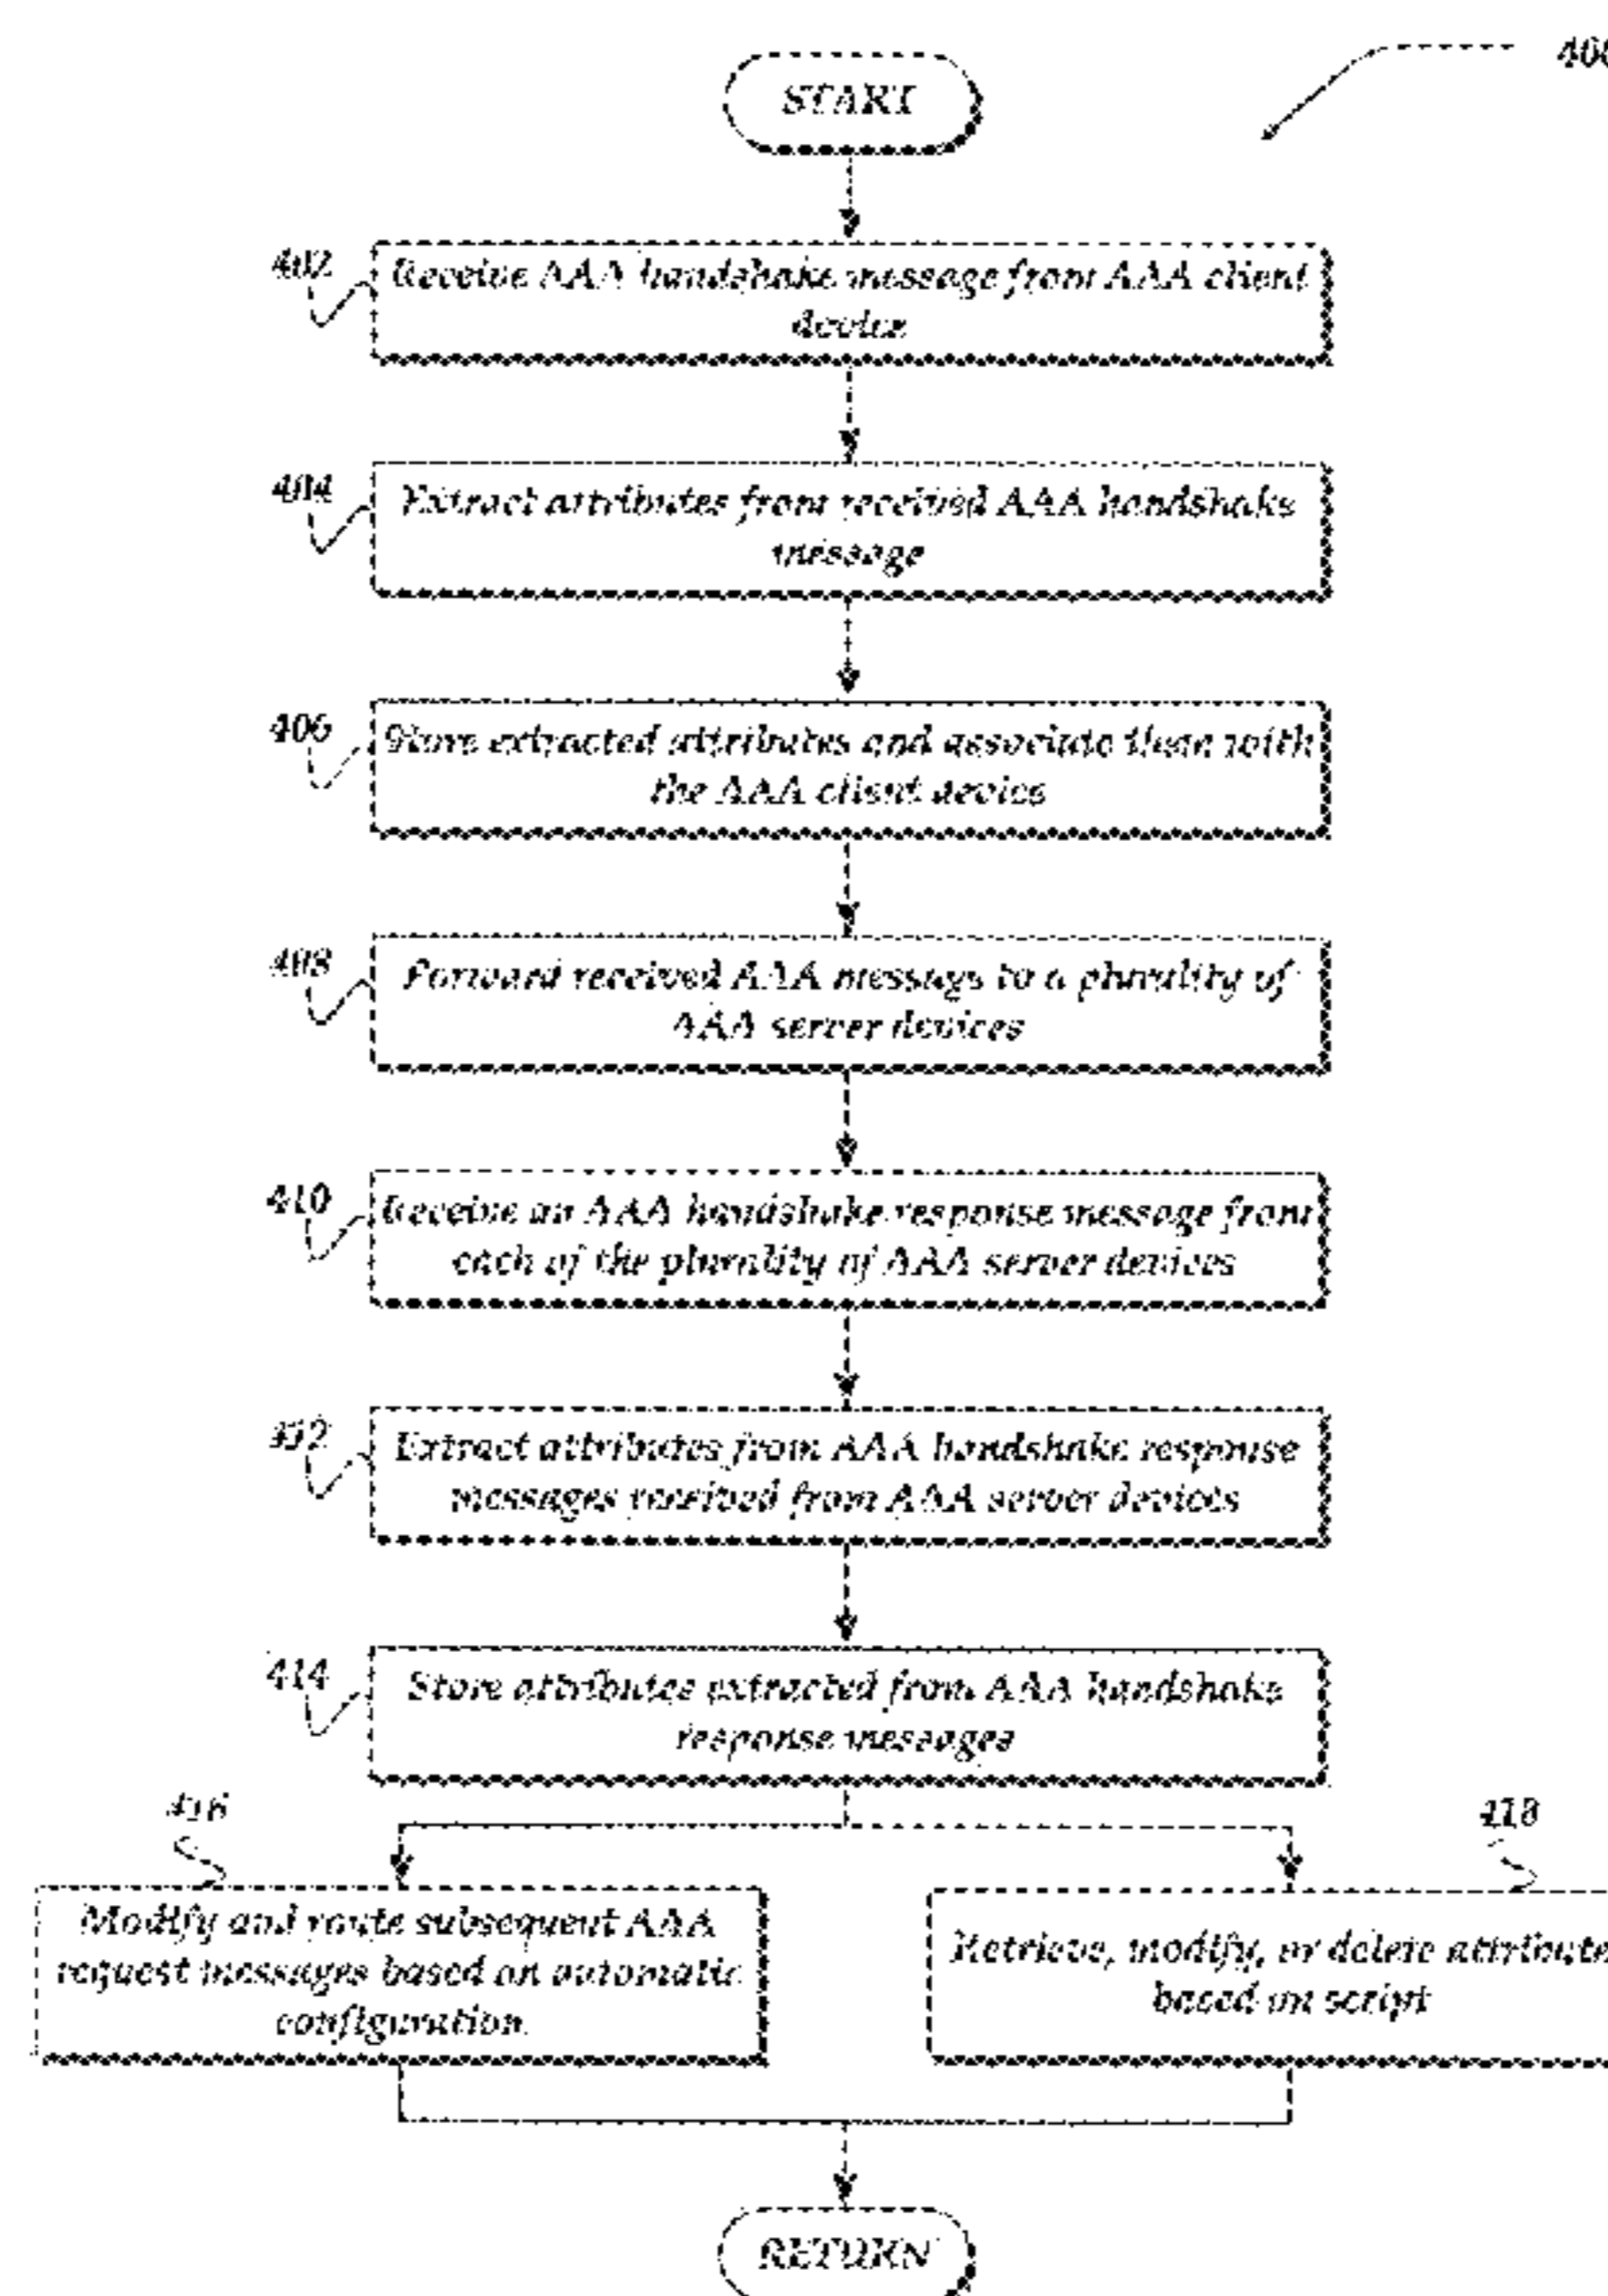 400
START
402
Receive AAA handshake message from AAA client
device
404
Extract attributes from received AAA handshake
message
406
Store extracted attributes and associate them with
the AAA client device
408
Forward received AAA message to a plurality of
AAA server devices
410
Receive an AAA handshake response message from
each of the plurality of AAA server devices
412
Extract attributes from AAA handshake response
messages received from AAA server devices
414
Store attributes extracted from AAA handshake
response messages
416
418
Modify and route subsequent AAA
request messages based on automatic
configuration.
Retrieve, modify, or delete attribute
based on script
RETURN